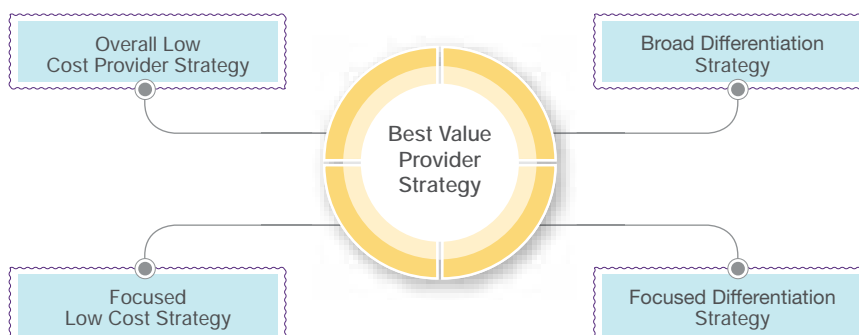 Overall Low
Cost Provider Strategy
Broad Differentiation
Strategy
Best Value
Provider
Strategy
Focused
Low Cost Strategy
Focused Differentiation
Strategy